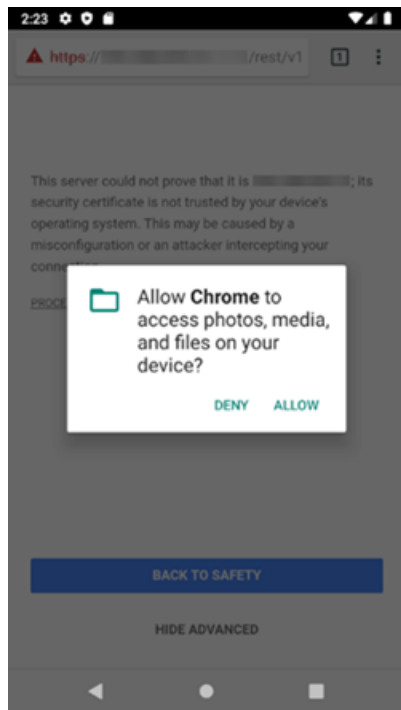 2:23
https:// /rest/v1 1
This server could not prove that it is ; its
security certificate is not trusted by your device's
operating system. This may be caused by a
misconfiguration or an attacker intercepting your
Allow Chrome to
access photos, media,
and files on your
device?
DENY ALLOW
BACK TO SAFETY
HIDE ADVANCED